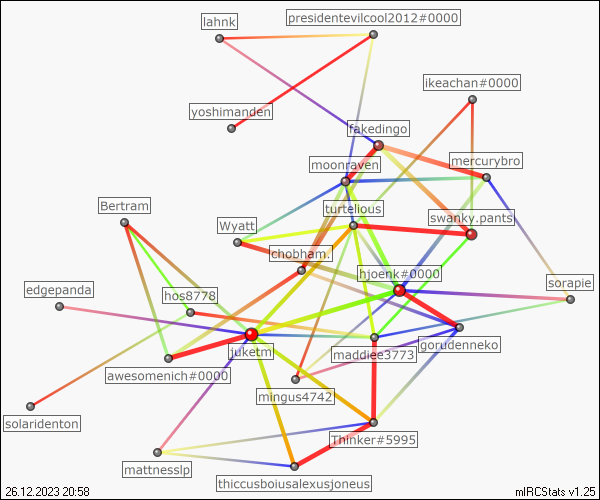 lahnk
presidentevilcool2012#0000
ikeachan#0000
yoshimanden
fakedingo
mercurybro
moonraven
Bertram
turtelious
swanky.pants
Wyatt
chobham.
hjoenk#0000
sorapie
edgepanda
hos8778
juketm
maddiee3773
gorudenneko
awesomenich#0000
mingus4742
solaridenton
Thinker#5995
mattnesslp
thiccusboiusalexusjoneus
26.12.2023 20:58
mIRCStats v1.25